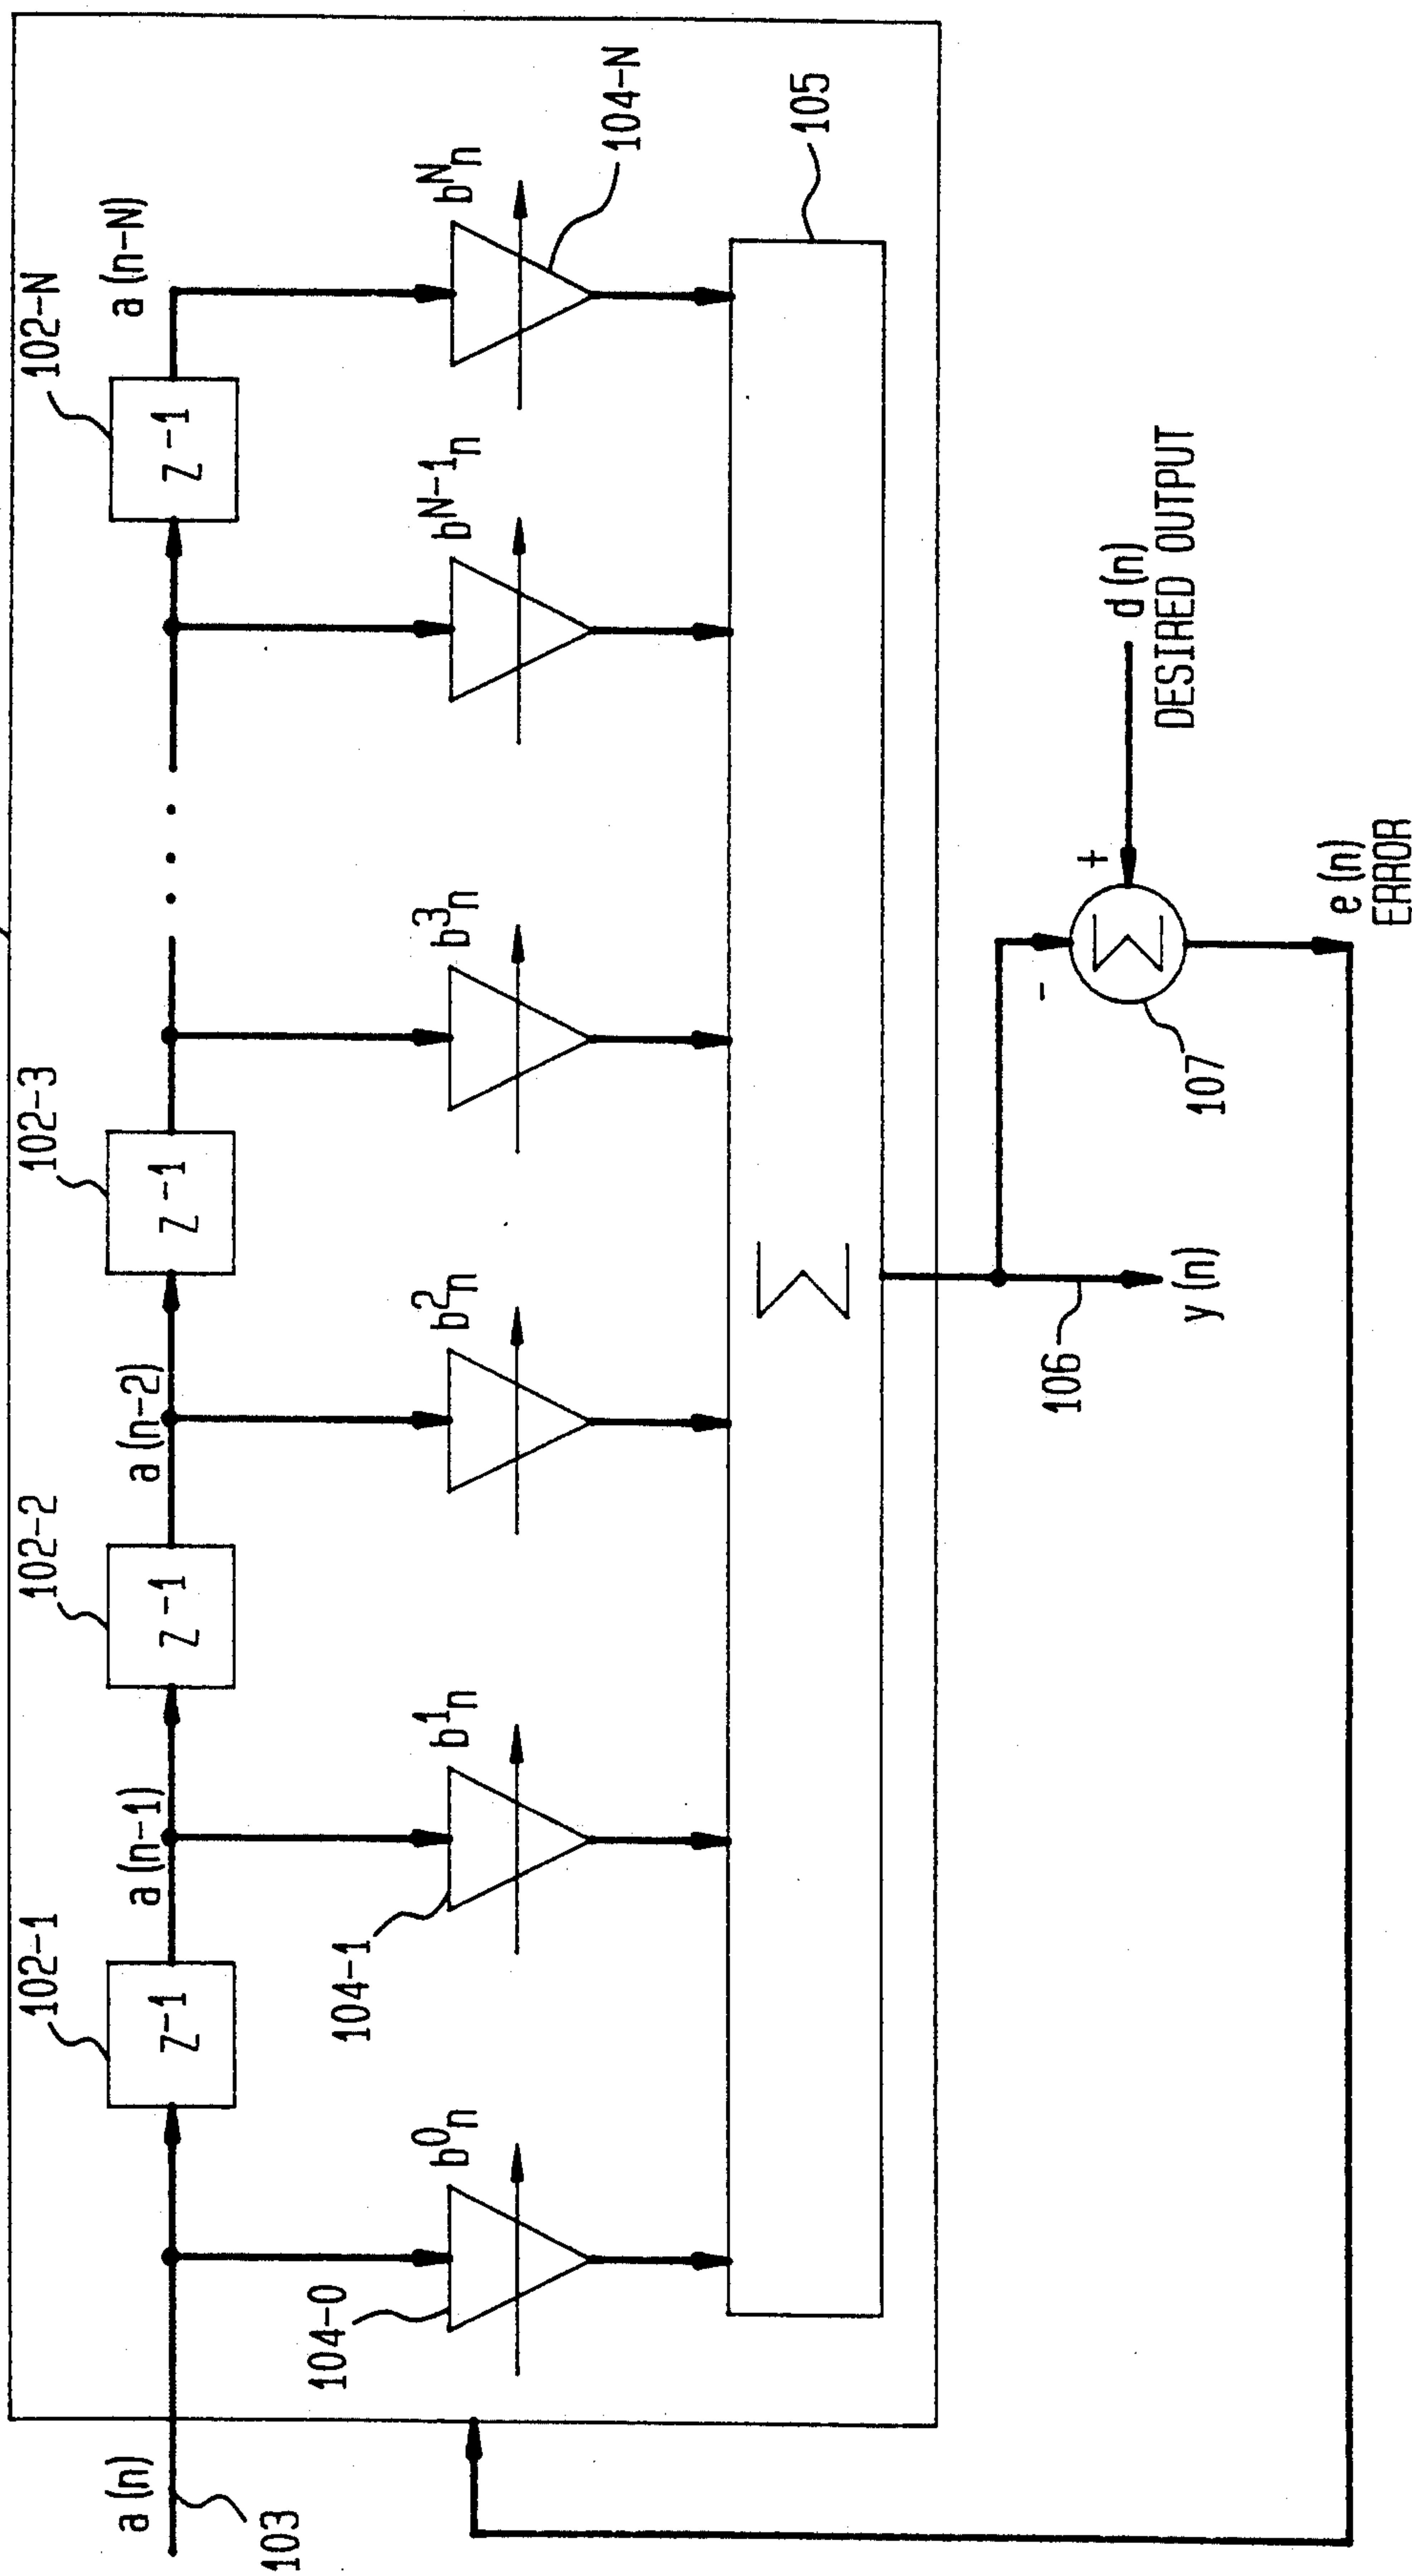 102-1
102-2
102-3
102-N
a (n)
a (n-1)
a (n-2)
a (n-N)
103
Z⁻¹
Z⁻¹
Z⁻¹
Z⁻¹
104-0
104-1
104-N
b⁰n
b¹n
b²n
b³n
bᴺ⁻¹n
bᴺn
Σ
105
106
y (n)
-
+
Σ
107
d (n)
DESIRED OUTPUT
e (n)
ERROR